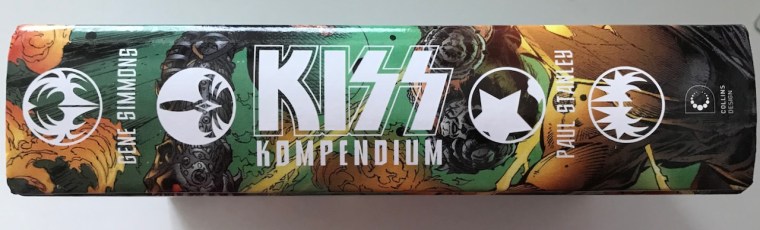 GENE SIMMONS
KISS
KOMPENDIUM
PAUL STANLEY
COLLINS
DESIGN